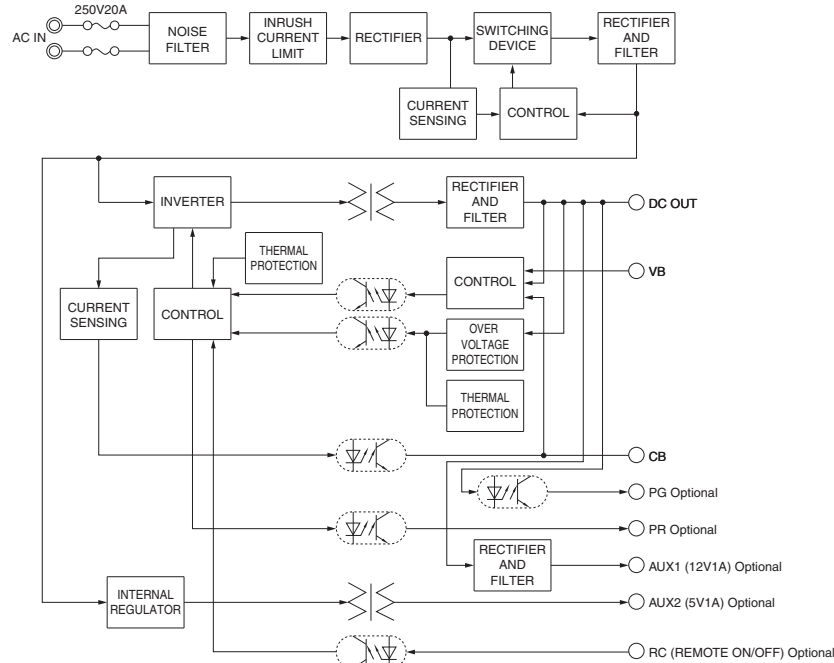 250V20A
AC IN
NOISE
FILTER
INRUSH
CURRENT
LIMIT
RECTIFIER
SWITCHING
DEVICE
RECTIFIER
AND
FILTER
CURRENT
SENSING
CONTROL
INVERTER
RECTIFIER
AND
FILTER
DC OUT
THERMAL
PROTECTION
CONTROL
VB
CURRENT
SENSING
CONTROL
OVER
VOLTAGE
PROTECTION
THERMAL
PROTECTION
CB
PG Optional
PR Optional
RECTIFIER
AND
FILTER
AUX1 (12V1A) Optional
INTERNAL
REGULATOR
AUX2 (5V1A) Optional
RC (REMOTE ON/OFF) Optional